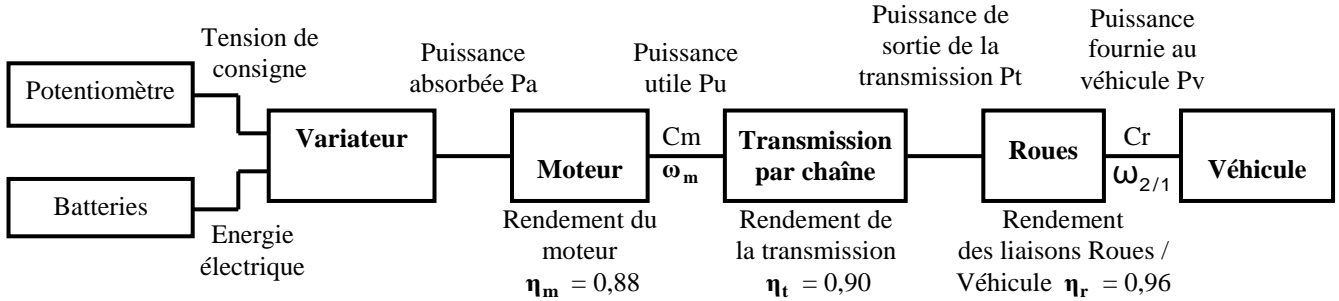 Potentiomètre
Batteries
Tension de
consigne
Energie
électrique
Variateur
Puissance
absorbée Pa
Moteur
Rendement du
moteur
ηm = 0,88
Puissance
utile Pu
Cm
ωm
Transmission
par chaîne
Rendement de
la transmission
ηt = 0,90
Puissance de
sortie de la
transmission Pt
Roues
Rendement
des liaisons Roues /
Véhicule ηr = 0,96
Puissance
fournie au
véhicule Pv
Cr
ω2/1
Véhicule